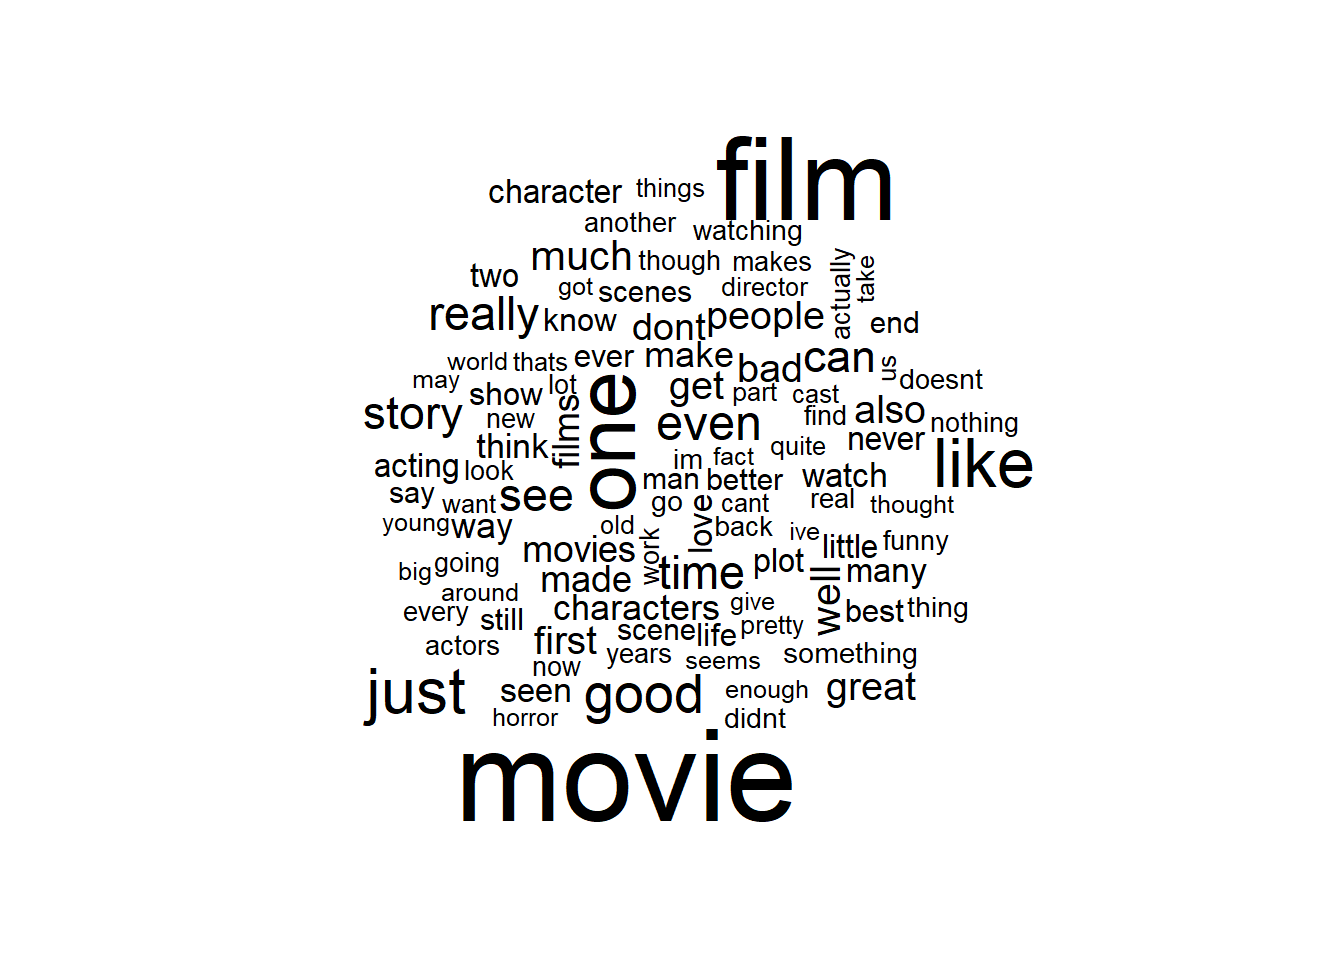 film
character things
another watching
much though makes actually take
two got scenes director
really know dont people end
world thats ever make bad can us
may show lot get part cast doesnt
story new films one even find also nothing
think quite never like
acting look im fact
say want see man better watch
young way go love cant real thought
old work back ive
movies little funny
big going made time plot well many
around
every still characters give best thing
actors first scene life pretty
now years seems something
just seen good enough great
horror didnt
movie